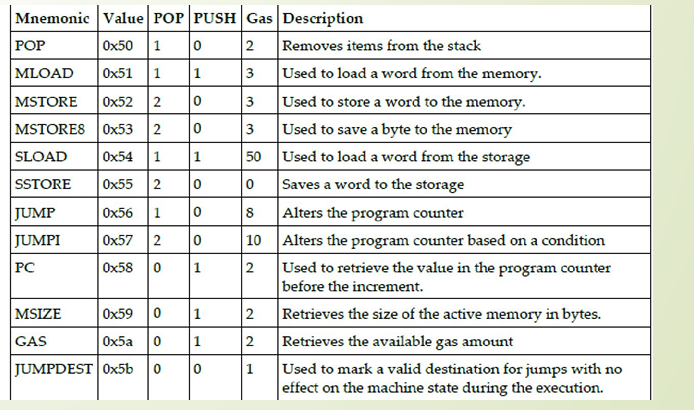 Mnemonic Value POP PUSH Gas Description
POP 0x50 1 0 2 Removes items from the stack
MLOAD 0x51 1 1 3 Used to load a word from the memory.
MSTORE 0x52 2 0 3 Used to store a word to the memory.
MSTORE8 0x53 2 0 3 Used to save a byte to the memory
SLOAD 0x54 1 1 50 Used to load a word from the storage
SSTORE 0x55 2 0 0 Saves a word to the storage
JUMP 0x56 1 0 8 Alters the program counter
JUMPI 0x57 2 0 10 Alters the program counter based on a condition
PC 0x58 0 1 2 Used to retrieve the value in the program counter
before the increment.
MSIZE 0x59 0 1 2 Retrieves the size of the active memory in bytes.
GAS 0x5a 0 1 2 Retrieves the available gas amount
JUMPDEST 0x5b 0 0 1 Used to mark a valid destination for jumps with no
effect on the machine state during the execution.